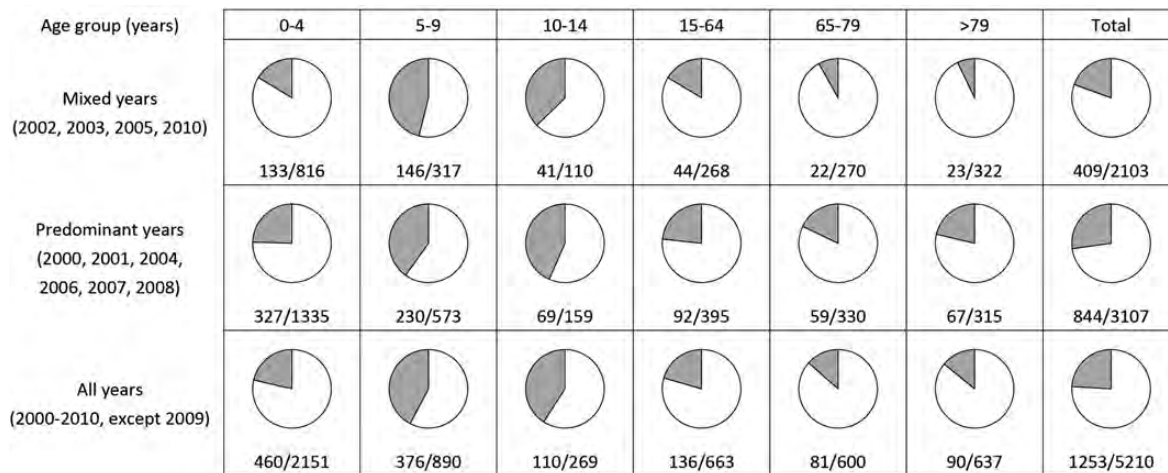 Age group (years) 0-4 5-9 10-14 15-64 65-79 >79 Total
Mixed years
(2002, 2003, 2005, 2010)
133/816 146/317 41/110 44/268 22/270 23/322 409/2103
Predominant years
(2000, 2001, 2004,
2006, 2007, 2008)
327/1335 230/573 69/159 92/395 59/330 67/315 844/3107
All years
(2000-2010, except 2009)
460/2151 376/890 110/269 136/663 81/600 90/637 1253/5210